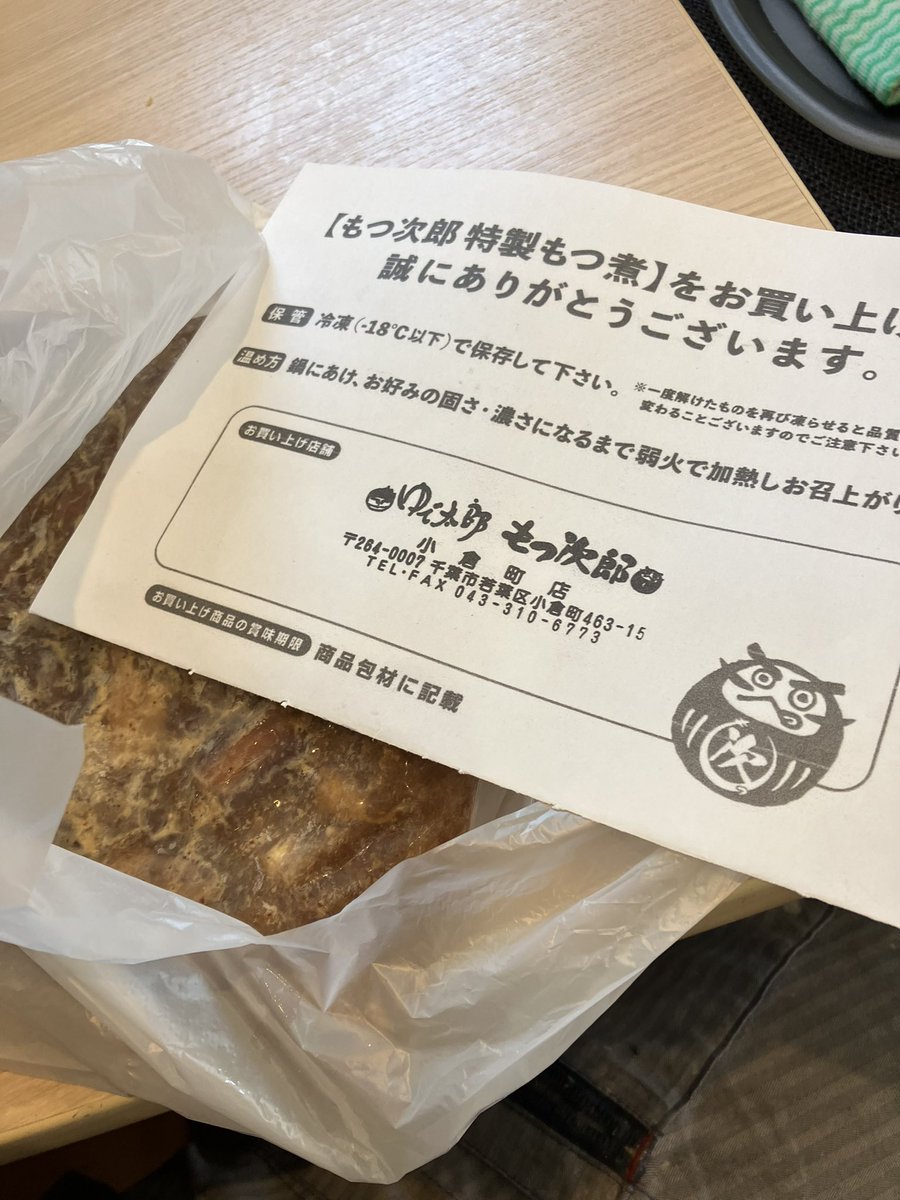 【もつ次郎 特製もつ煮】をお買い上げ
誠にありがとうございます。
保管 冷凍(-18℃以下)で保存して下さい。
※一度解けたものを再び凍らせると品質
変わることございますのでご注意下さい
温め方 鍋にあけ、お好みの固さ・濃さになるまで弱火で加熱しお召上がり
お買い上げ店舗
ゆで太郎 もつ次郎
小倉町店
〒264-0007 千葉市若葉区小倉町463-15
TEL・FAX 043-310-6773
お買い上げ商品の賞味期限 商品包材に記載
次